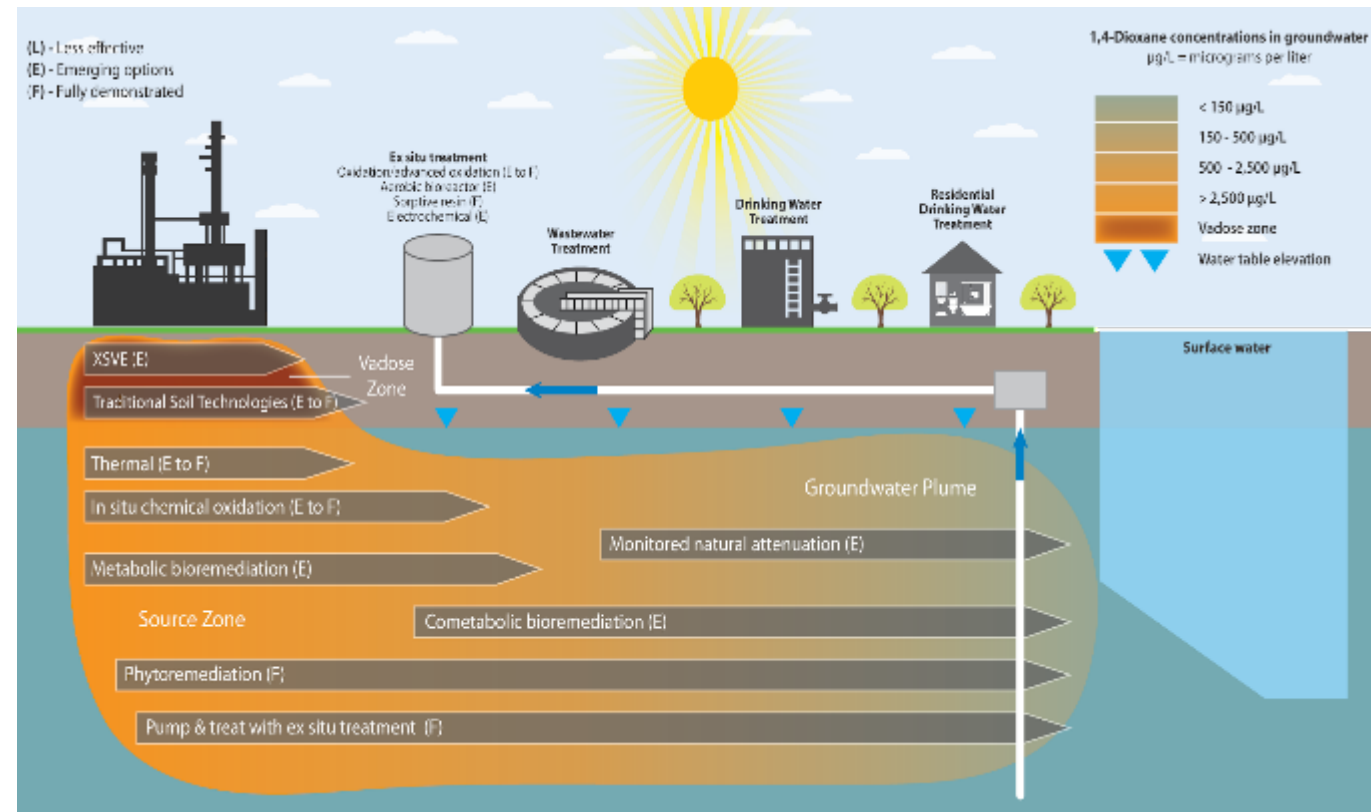 (L) - Less effective
(E) - Emerging options
(F) - Fully demonstrated
1,4-Dioxane concentrations in groundwater
µg/L = micrograms per liter
< 150 µg/L
150 - 500 µg/L
500 - 2,500 µg/L
> 2,500 µg/L
Vadose zone
Water table elevation
Ex situ treatment
Oxidation/advanced oxidation (E to F)
Aerobic bioreactor (E)
Sorptive resin (F)
Electrochemical (E)
Wastewater
Treatment
Drinking Water
Treatment
Residential
Drinking Water
Treatment
Surface water
XSVE (E)
Vadose
Zone
Traditional Soil Technologies (E to F)
Thermal (E to F)
In situ chemical oxidation (E to F)
Groundwater Plume
Monitored natural attenuation (E)
Metabolic bioremediation (E)
Source Zone
Cometabolic bioremediation (E)
Phytoremediation (F)
Pump & treat with ex situ treatment (F)